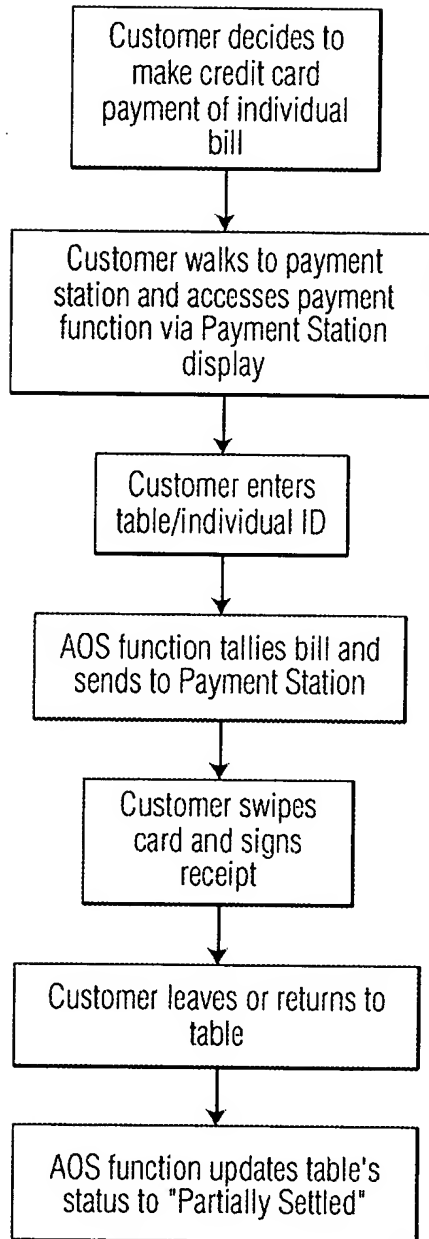 Customer decides to
make credit card
payment of individual
bill
Customer walks to payment
station and accesses payment
function via Payment Station
display
Customer enters
table/individual ID
AOS function tallies bill and
sends to Payment Station
Customer swipes
card and signs
receipt
Customer leaves or returns to
table
AOS function updates table's
status to "Partially Settled"